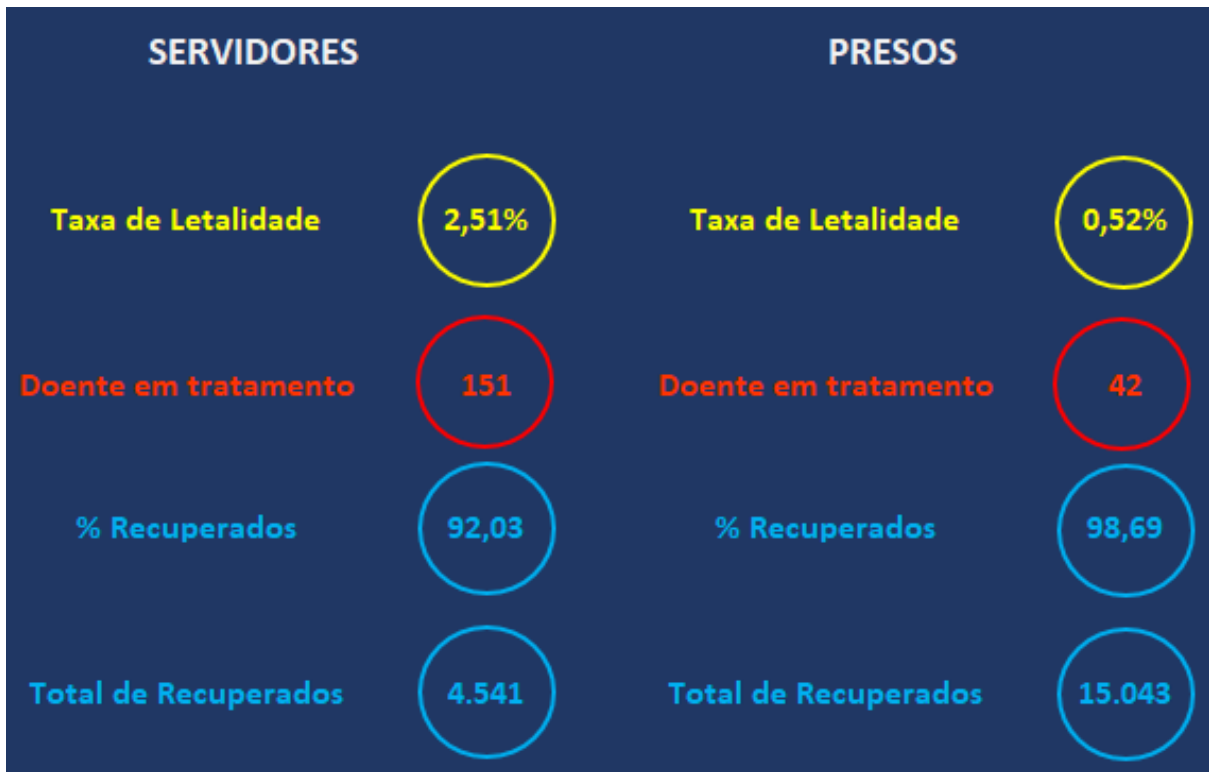 SERVIDORES
Taxa de Letalidade 2,51%
Doente em tratamento 151
% Recuperados 92,03
Total de Recuperados 4.541
PRESOS
Taxa de Letalidade 0,52%
Doente em tratamento 42
% Recuperados 98,69
Total de Recuperados 15.043